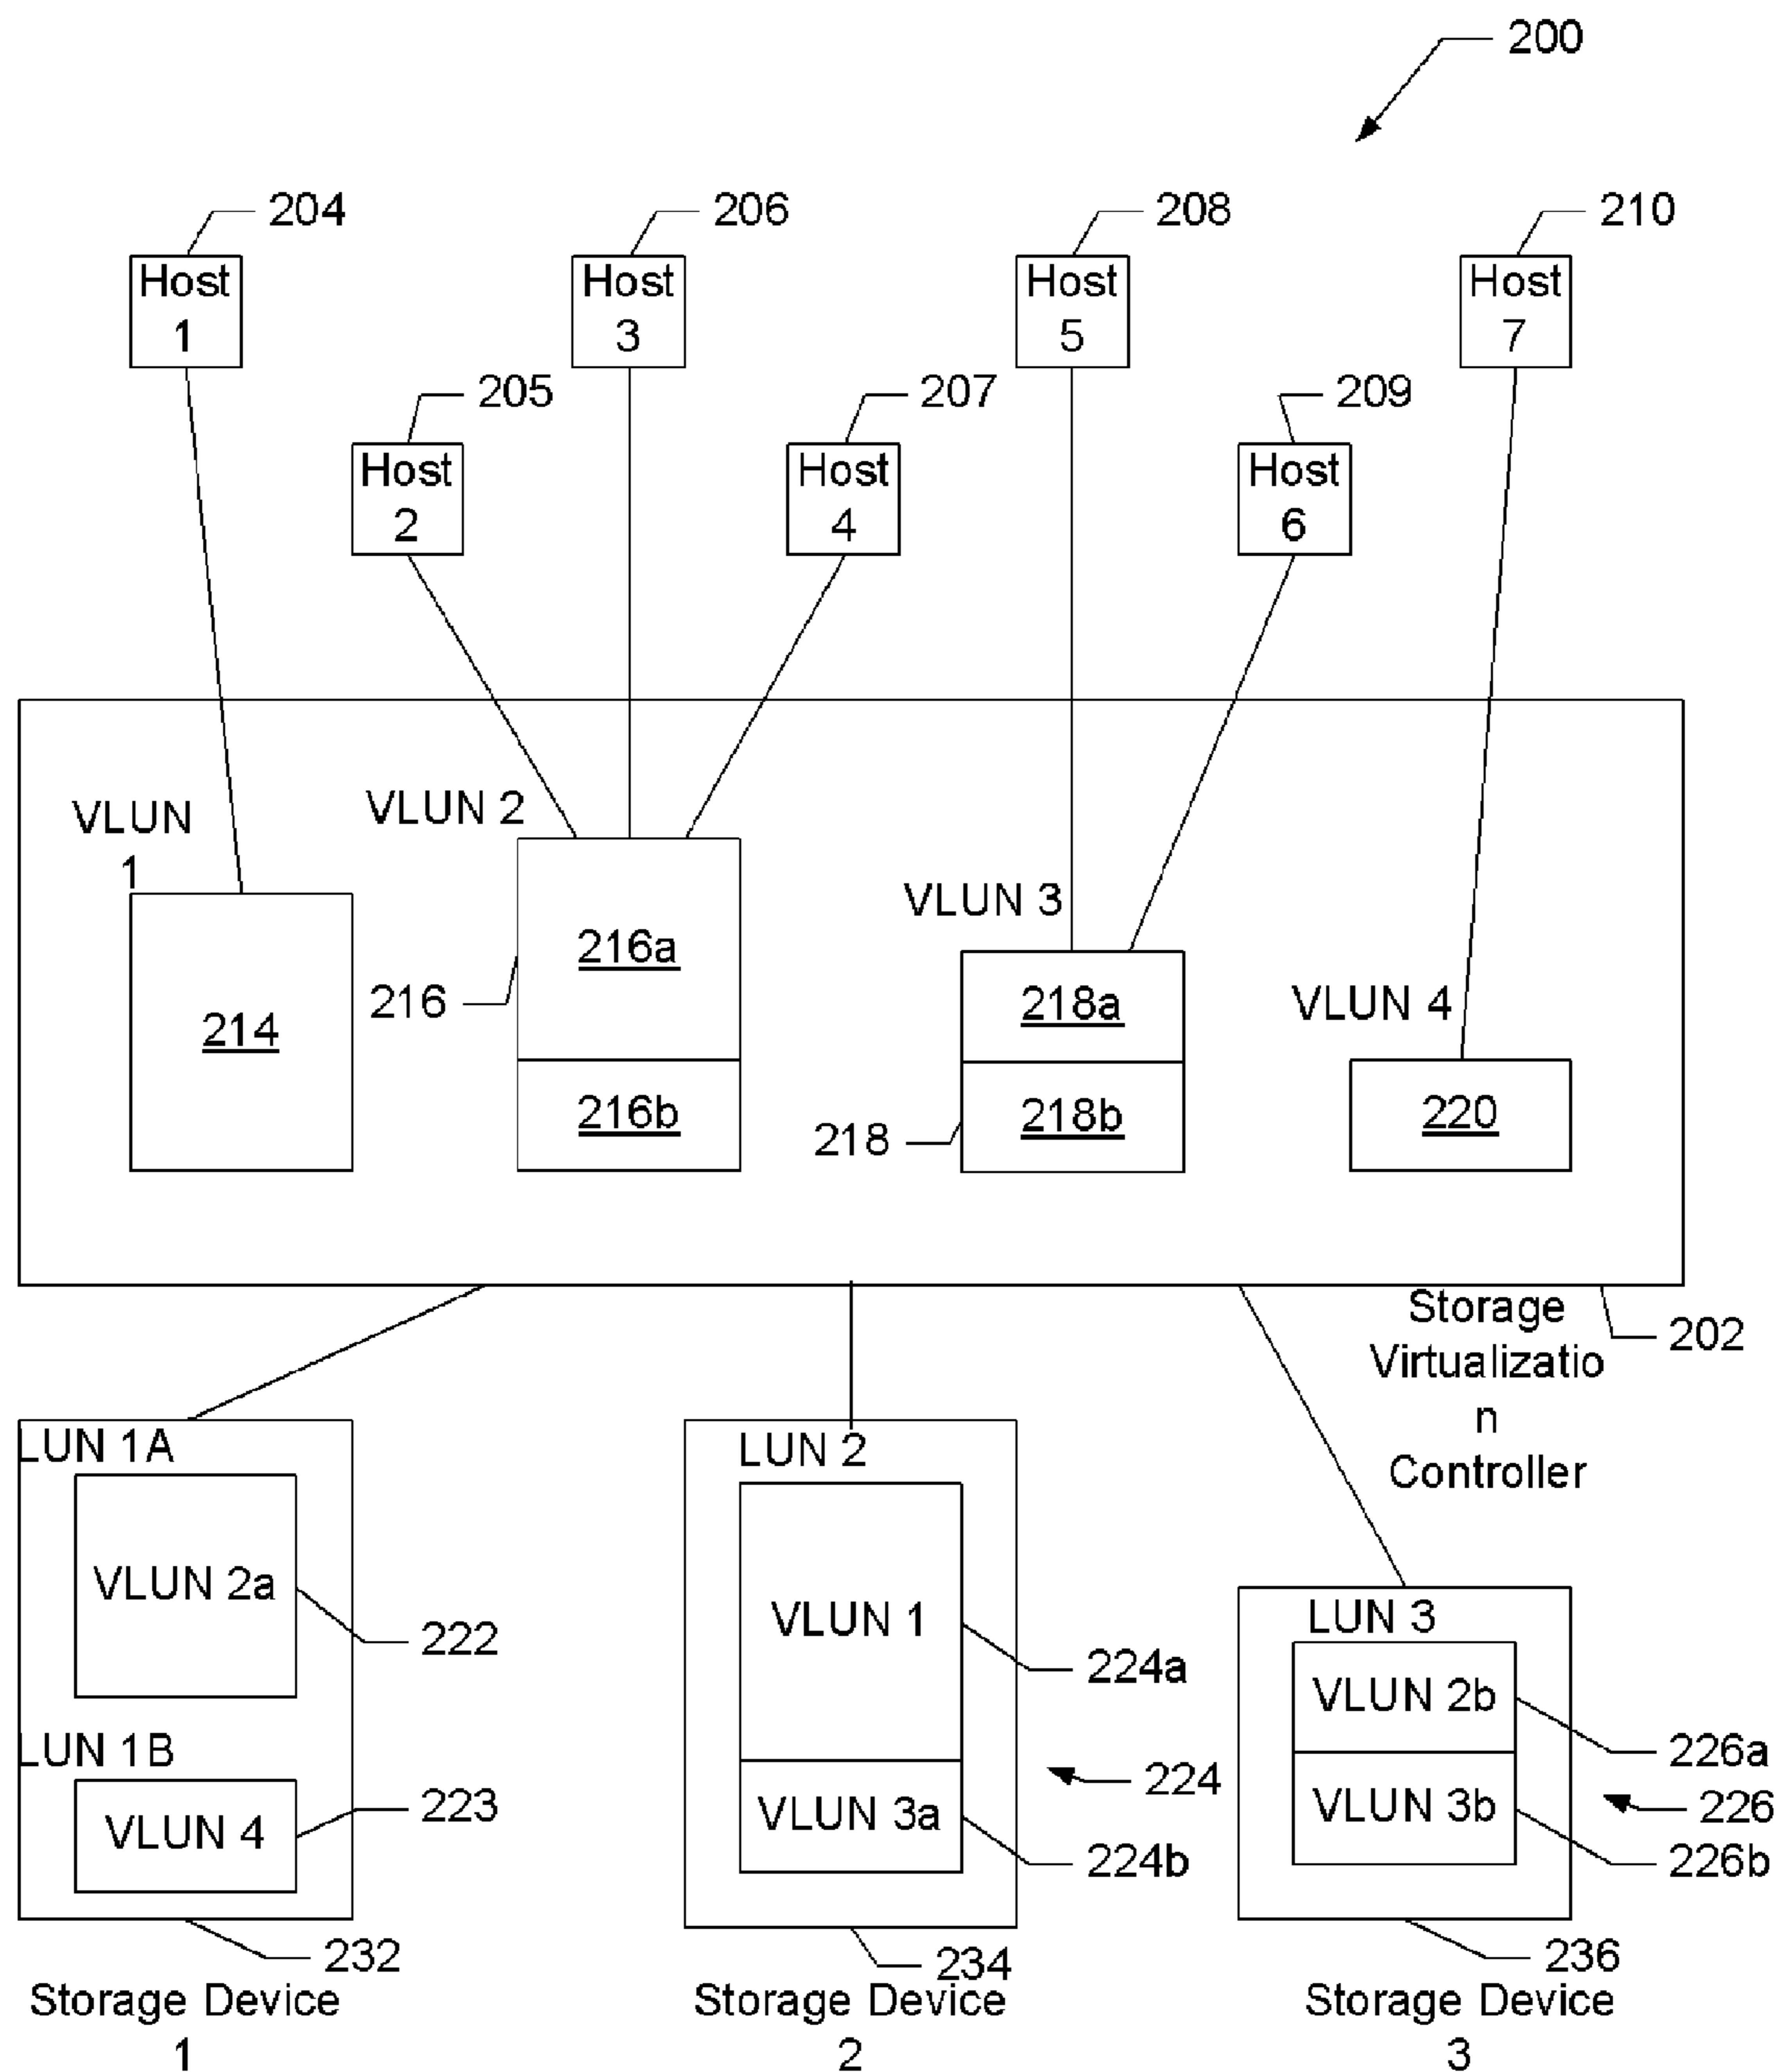 200
204
206
208
210
Host
1
Host
3
Host
5
Host
7
205
207
209
Host
2
Host
4
Host
6
VLUN
1
VLUN 2
VLUN 3
VLUN 4
214
216
216a
216b
218
218a
218b
220
Storage
Virtualizatio
n
Controller
202
LUN 1A
VLUN 2a
222
LUN 1B
VLUN 4
223
232
Storage Device
1
LUN 2
VLUN 1
224a
VLUN 3a
224
224b
234
Storage Device
2
LUN 3
VLUN 2b
226a
VLUN 3b
226
226b
236
Storage Device
3